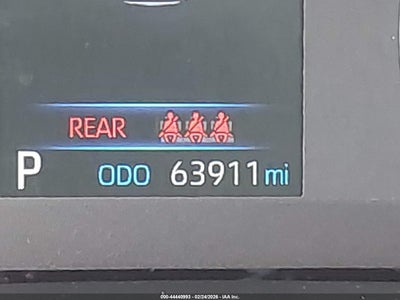 REAR
P ODO 63911 mi
000-44440993 - 02/24/2026 - IAA Inc.